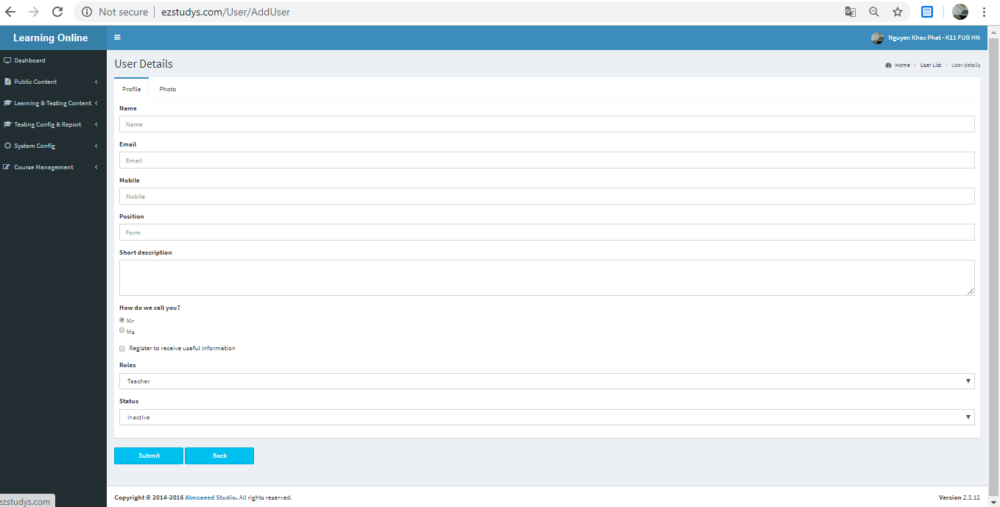 Not secure | ezstudys.com/User/AddUser
Learning Online
Nguyen Khac Phat - K11 FUG HN
Dashboard
Public Content
Learning & Testing Content
Testing Config & Report
System Config
Course Management
User Details
Home > User List > User details
Profile Photo
Name
Name
Email
Email
Mobile
Mobile
Position
Form
Short description
How do we call you?
Mr
Ms
Register to receive useful information
Roles
Teacher
Status
Inactive
Submit Back
Copyright © 2014-2016 Almsaeed Studio. All rights reserved.
Version 2.3.12
ezstudys.com